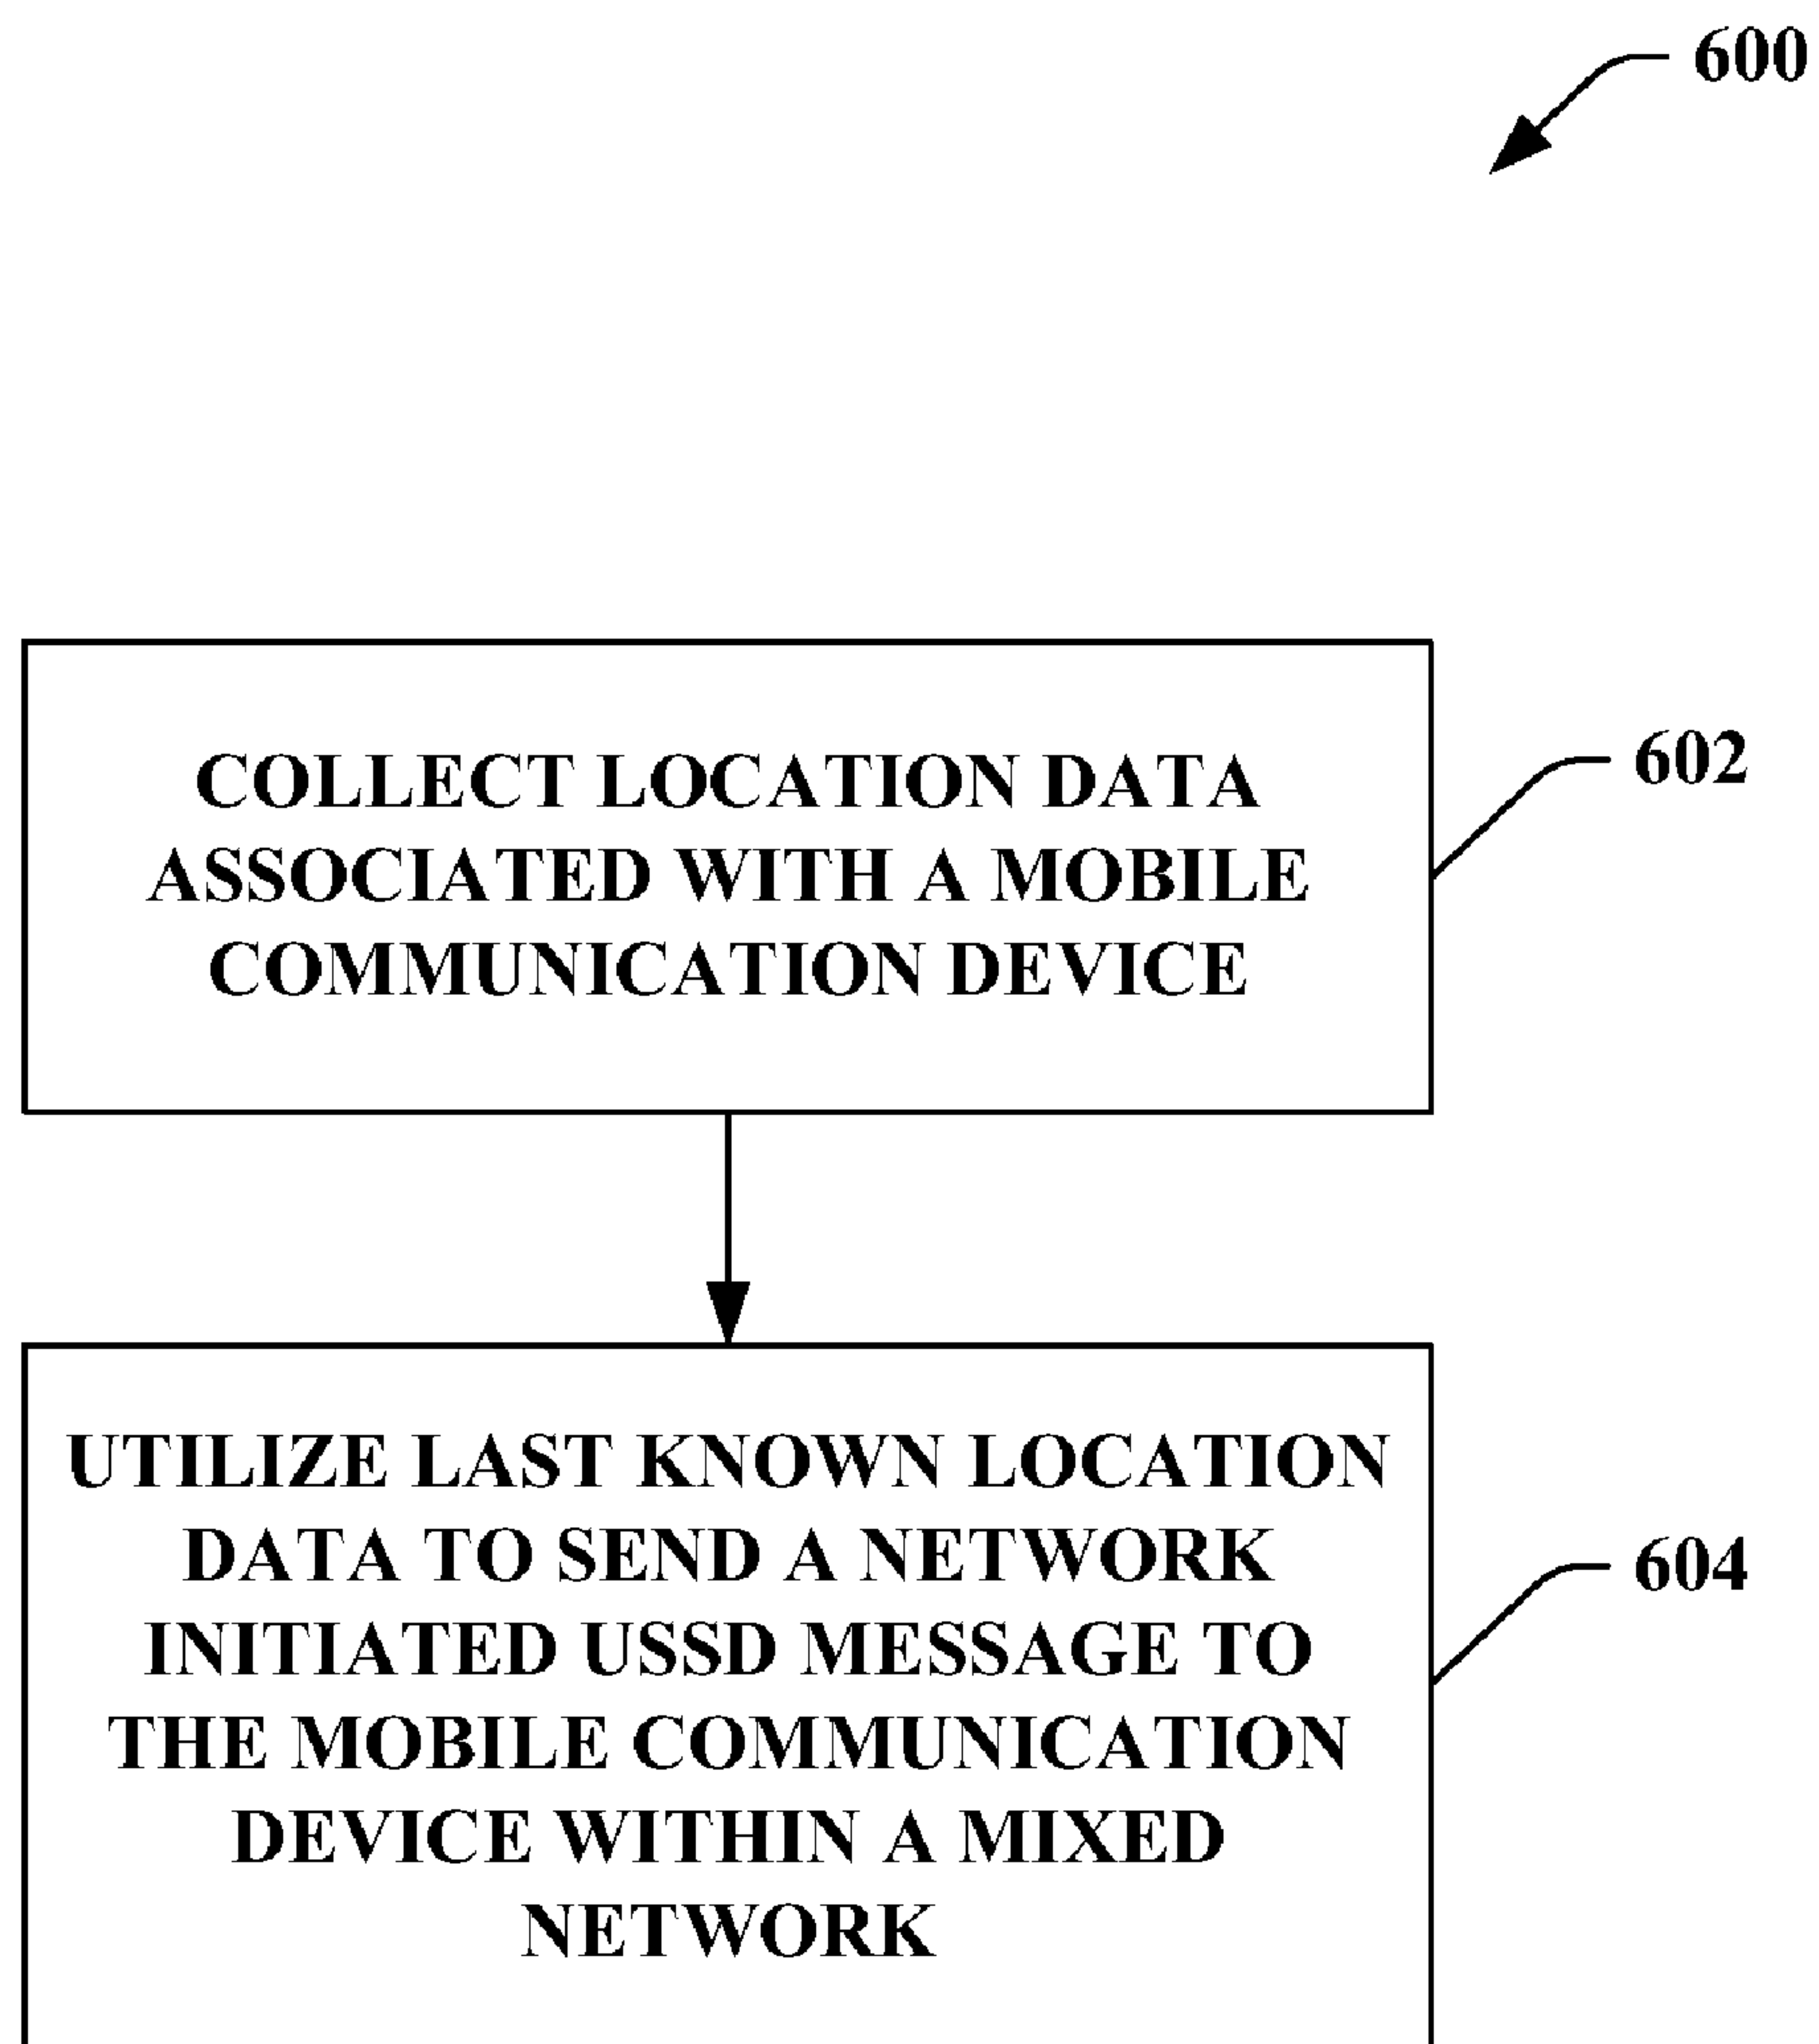 600
COLLECT LOCATION DATA
ASSOCIATED WITH A MOBILE
COMMUNICATION DEVICE
602
UTILIZE LAST KNOWN LOCATION
DATA TO SEND A NETWORK
INITIATED USSD MESSAGE TO
THE MOBILE COMMUNICATION
DEVICE WITHIN A MIXED
NETWORK
604